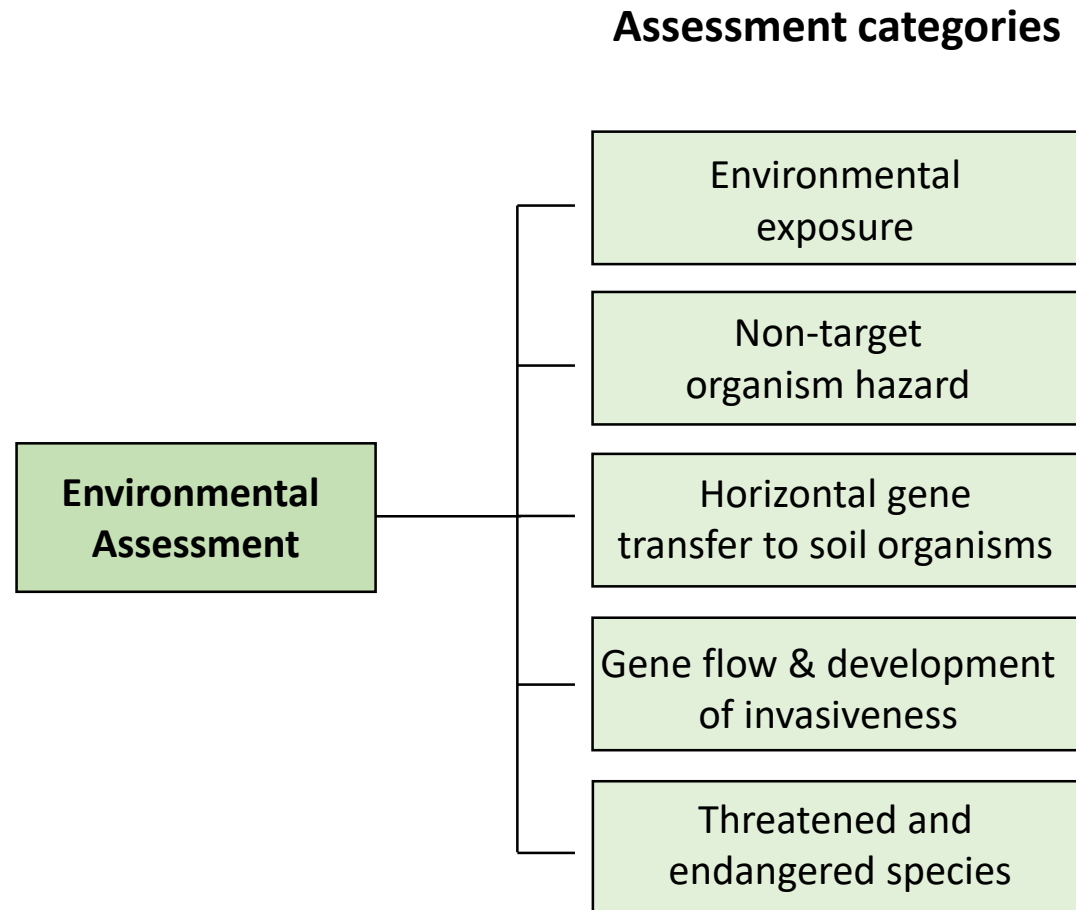 Assessment categories
Environmental
exposure
Non-target
organism hazard
Environmental
Assessment
Horizontal gene
transfer to soil organisms
Gene flow & development
of invasiveness
Threatened and
endangered species